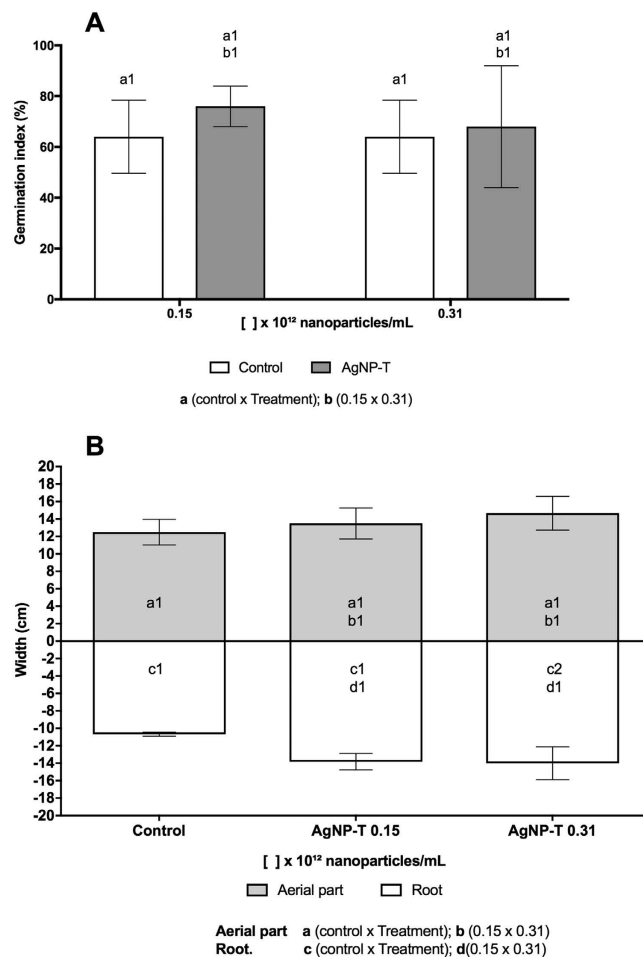 A
a1
b1
a1
b1
a1
a1
100
80
60
40
20
0
Germination index (%)
0.15
0.31
[ ] x 10¹² nanoparticles/mL
Control
AgNP-T
a (control x Treatment); b (0.15 x 0.31)
B
20
18
16
14
12
10
8
6
4
2
0
-2
-4
-6
-8
-10
-12
-14
-16
-18
-20
Width (cm)
a1
a1
b1
a1
b1
c1
c1
d1
c2
d1
Control
AgNP-T 0.15
AgNP-T 0.31
[ ] x 10¹² nanoparticles/mL
Aerial part
Root
Aerial part a (control x Treatment); b (0.15 x 0.31)
Root. c (control x Treatment); d(0.15 x 0.31)